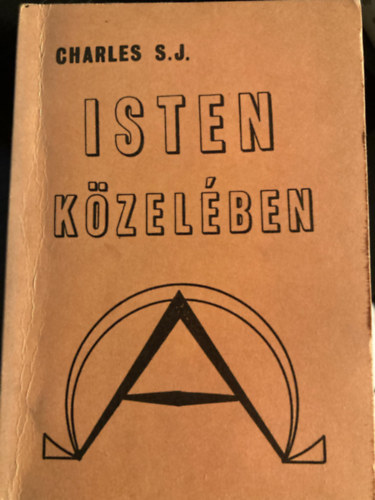 CHARLES S.J.
ISTEN
KÖZELÉBEN